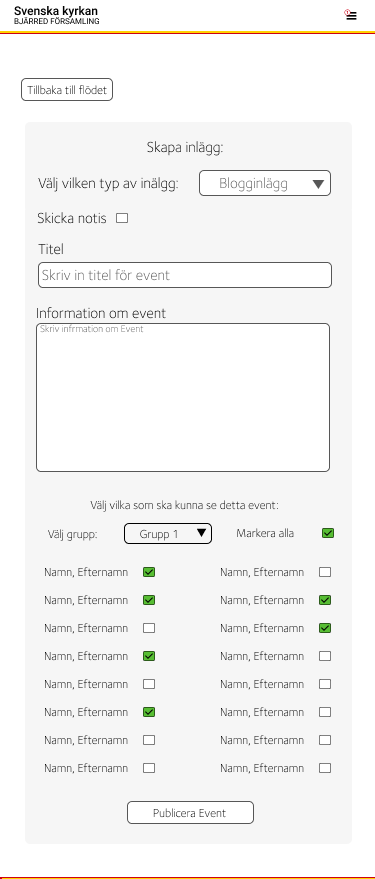 Svenska kyrkan
BJÄRRED FÖRSAMLING
Tillbaka till flödet
Skapa inlägg:
Välj vilken typ av inälgg: Blogginlägg
Skicka notis
Titel
Skriv in titel för event
Information om event
Skriv infrmation om Event
Välj vilka som ska kunna se detta event:
Välj grupp: Grupp 1 Markera alla
Namn, Efternamn Namn, Efternamn
Namn, Efternamn Namn, Efternamn
Namn, Efternamn Namn, Efternamn
Namn, Efternamn Namn, Efternamn
Namn, Efternamn Namn, Efternamn
Namn, Efternamn Namn, Efternamn
Namn, Efternamn Namn, Efternamn
Namn, Efternamn Namn, Efternamn
Publicera Event